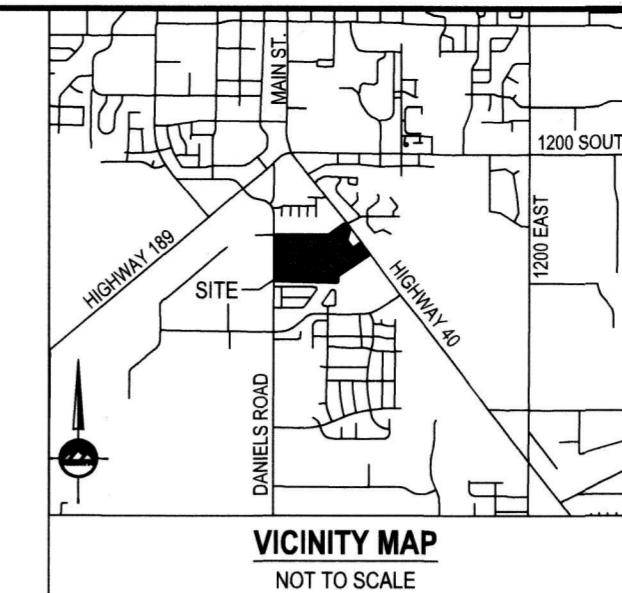 MAIN ST.
1200 SOUT
HIGHWAY 189
1200 EAST
SITE
HIGHWAY 40
DANIELS ROAD
VICINITY MAP
NOT TO SCALE